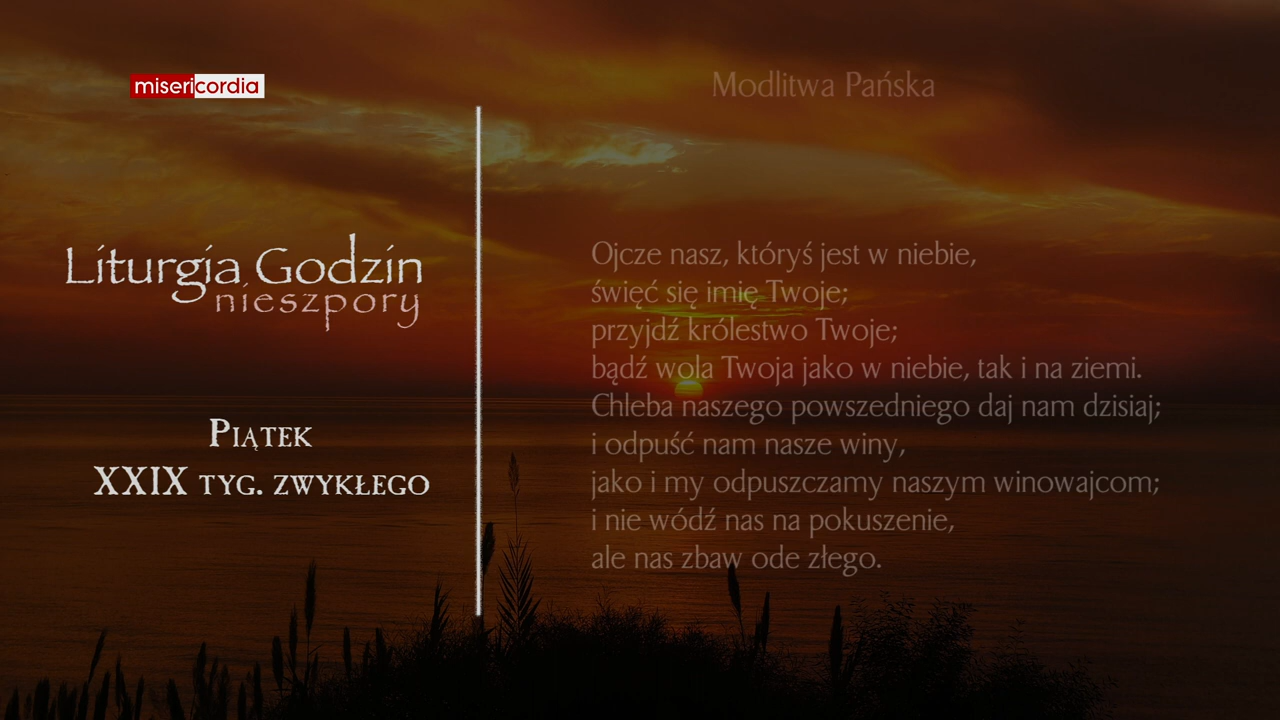 misericordia
Liturgia Godzin
nieszpory
Piątek
XXIX tyg. zwykłego
Modlitwa Pańska
Ojcze nasz, któryś jest w niebie,
święć się imię Twoje;
przyjdź królestwo Twoje;
bądź wola Twoja jako w niebie, tak i na ziemi.
Chleba naszego powszedniego daj nam dzisiaj;
i odpuść nam nasze winy,
jako i my odpuszczamy naszym winowajcom;
i nie wódź nas na pokuszenie,
ale nas zbaw ode złego.